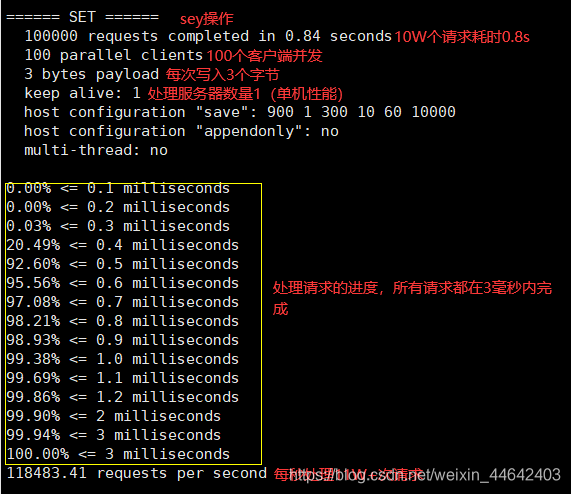 ====== SET ====== sey操作
100000 requests completed in 0.84 seconds 10W个请求耗时0.8s
100 parallel clients 100个客户端并发
3 bytes payload 每次写入3个字节
keep alive: 1 处理服务器数量1（单机性能）
host configuration "save": 900 1 300 10 60 10000
host configuration "appendonly": no
multi-thread: no
0.00% <= 0.1 milliseconds
0.00% <= 0.2 milliseconds
0.03% <= 0.3 milliseconds
20.49% <= 0.4 milliseconds
92.60% <= 0.5 milliseconds
95.56% <= 0.6 milliseconds
97.08% <= 0.7 milliseconds
98.21% <= 0.8 milliseconds
98.93% <= 0.9 milliseconds
99.38% <= 1.0 milliseconds
99.69% <= 1.1 milliseconds
99.86% <= 1.2 milliseconds
99.90% <= 2 milliseconds
99.94% <= 3 milliseconds
100.00% <= 3 milliseconds
处理请求的进度，所有请求都在3毫秒内完
成
118483.41 requests per second 每秒处理11W+次请求
https://blog.csdn.net/weixin_44642403